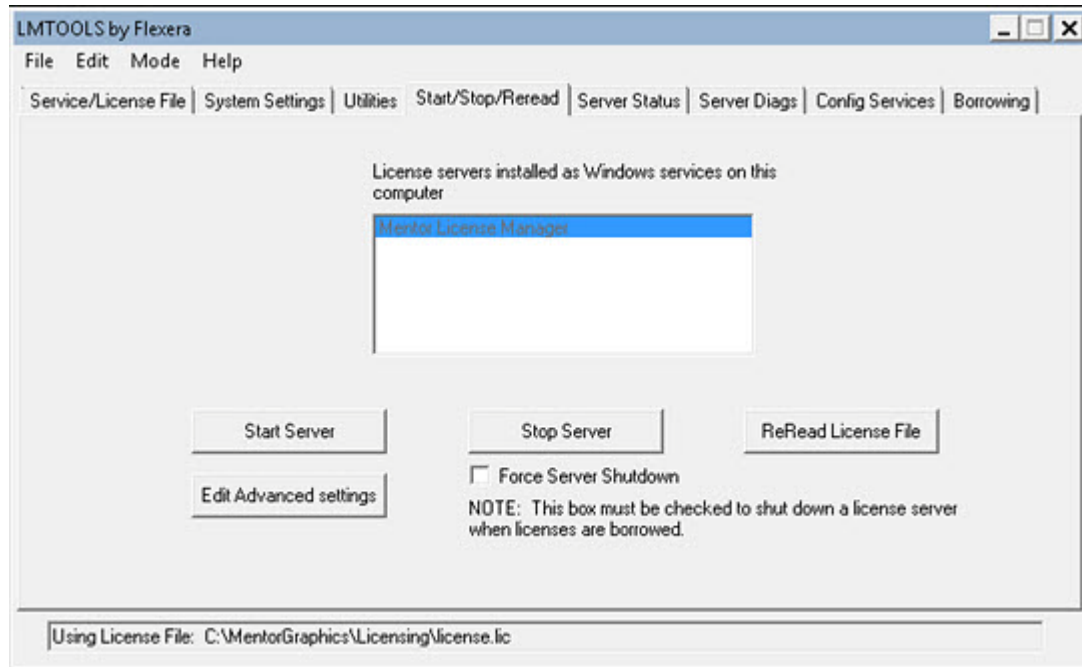 LMTOOLS by Flexera
File Edit Mode Help
Service/License File System Settings Utilities Start/Stop/Reread Server Status Server Diags Config Services Borrowing
License servers installed as Windows services on this
computer
Mentor License Manager
Start Server
Stop Server
ReRead License File
Edit Advanced settings
Force Server Shutdown
NOTE: This box must be checked to shut down a license server
when licenses are borrowed.
Using License File: C:\MentorGraphics\Licensing\license.lic